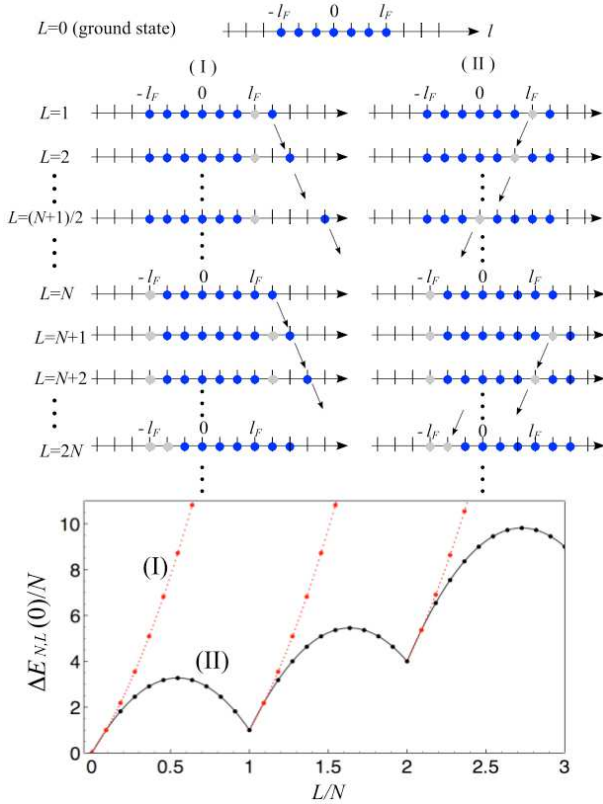 L=0 (ground state) - l_F 0 l_F l
( I ) ( II )
- l_F 0 l_F - l_F 0 l_F
L=1
L=2
L=(N+1)/2
- l_F 0 l_F - l_F 0 l_F
L=N
L=N+1
L=N+2
- l_F 0 l_F - l_F 0 l_F
L=2N
10
8
6
4
2
0
ΔE_{N,L}(0)/N
(I)
(II)
0 0.5 1 1.5 2 2.5 3
L/N